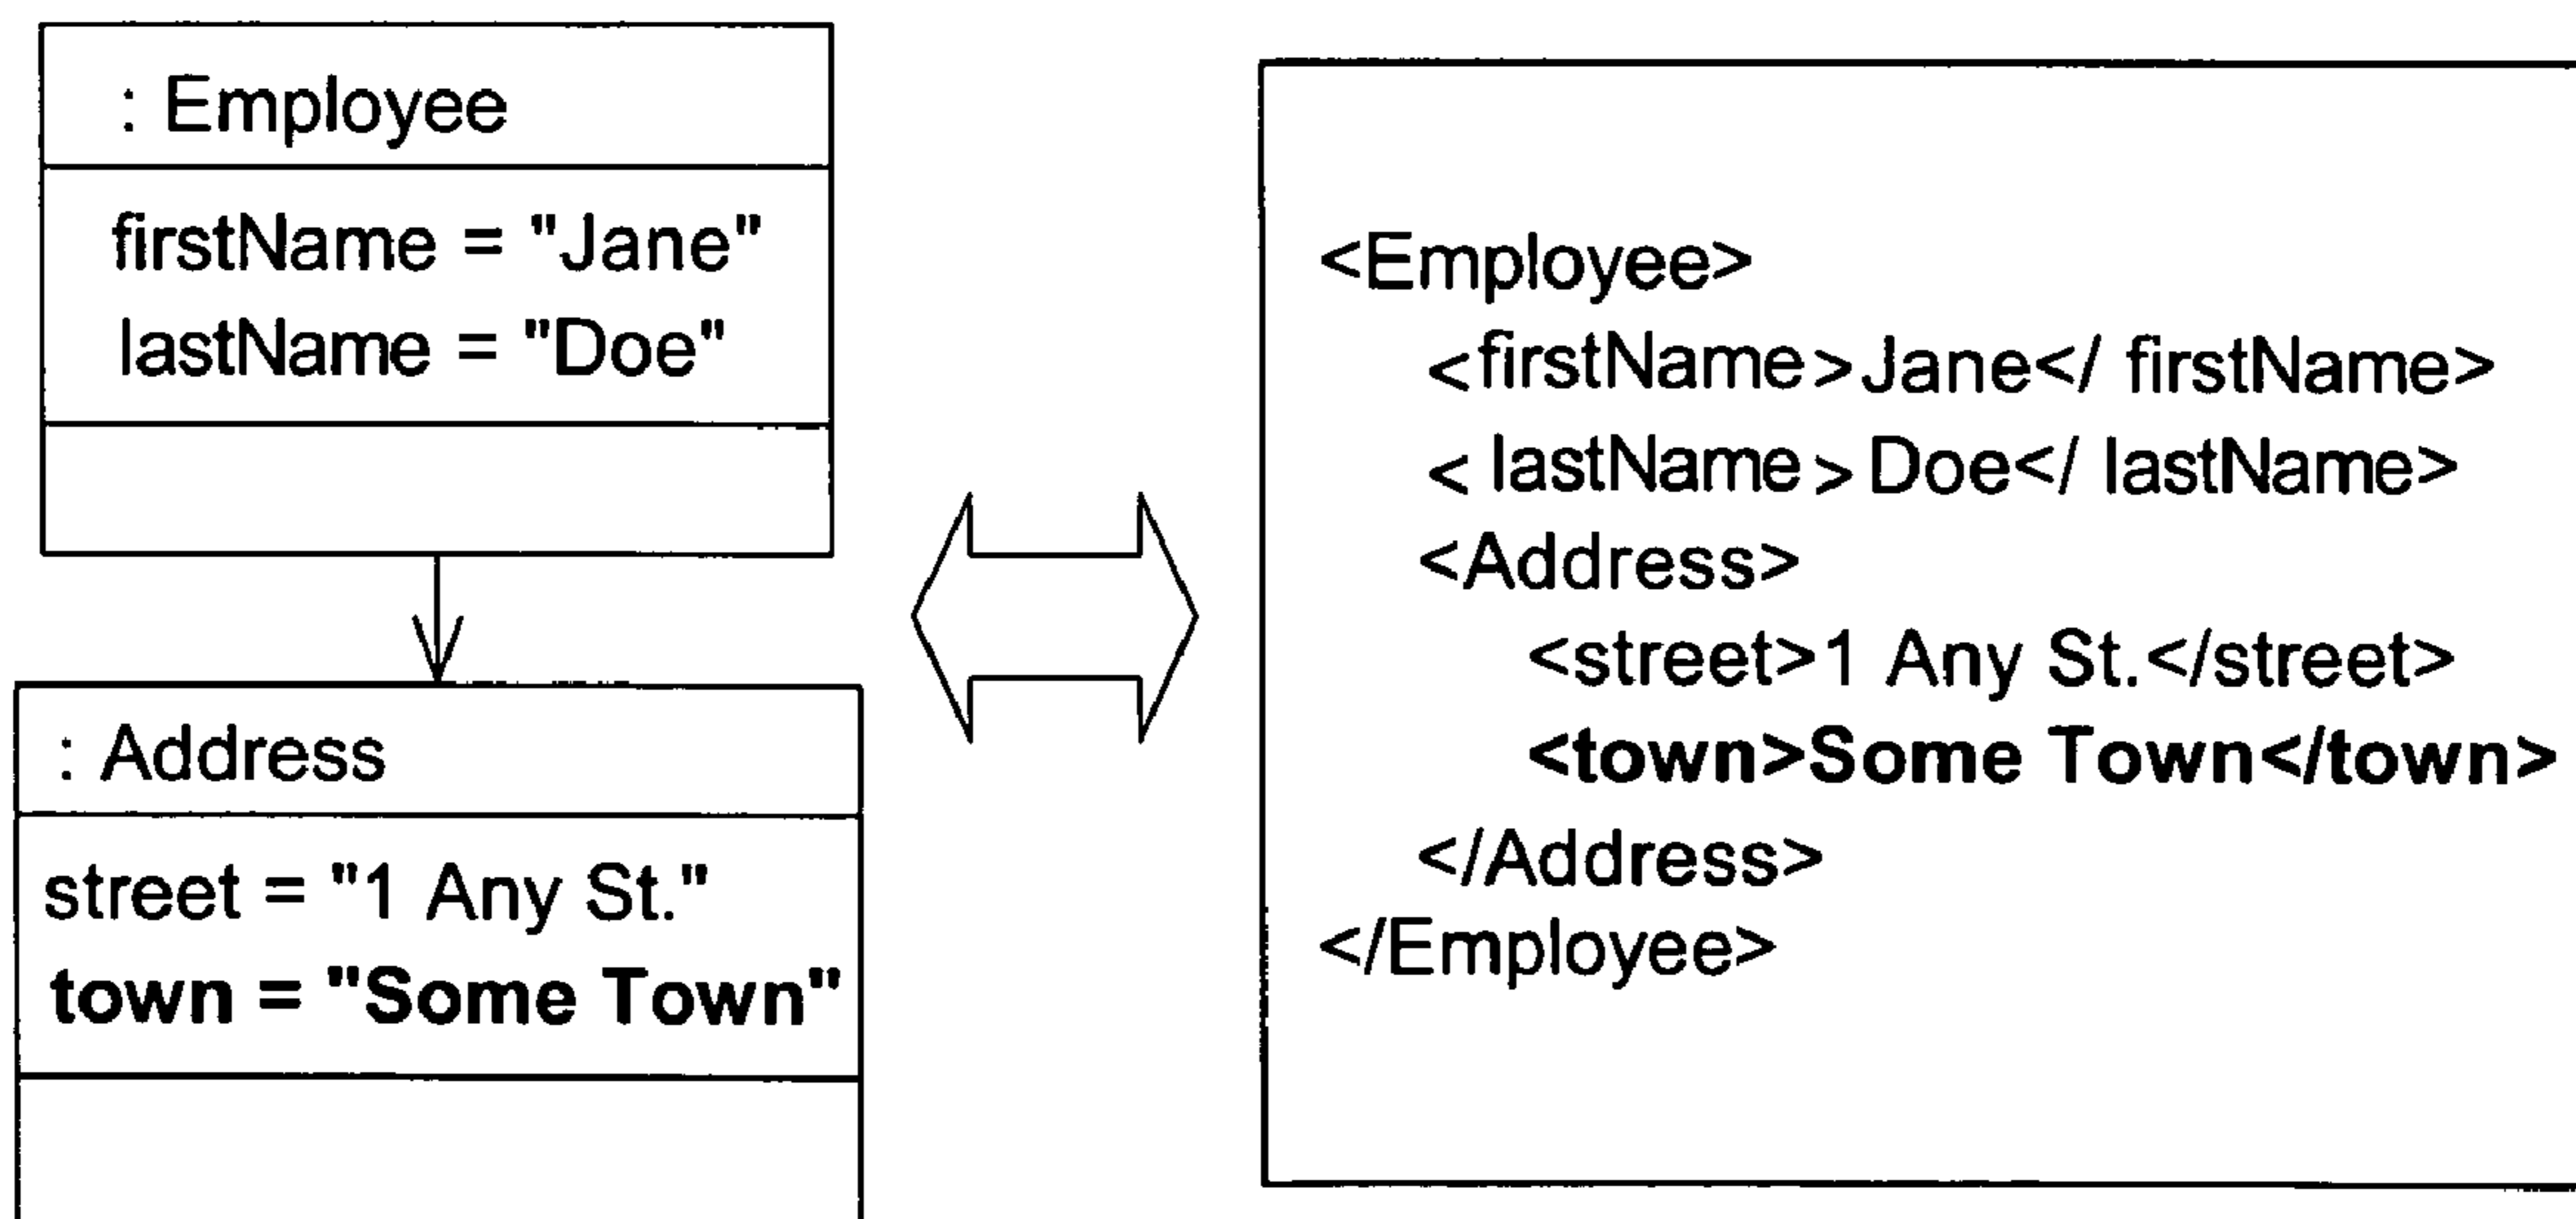 : Employee
firstName = "Jane"
lastName = "Doe"
: Address
street = "1 Any St."
town = "Some Town"
<Employee>
<firstName>Jane</ firstName>
< lastName>Doe</ lastName>
<Address>
<street>1 Any St.</street>
<town>Some Town</town>
</Address>
</Employee>